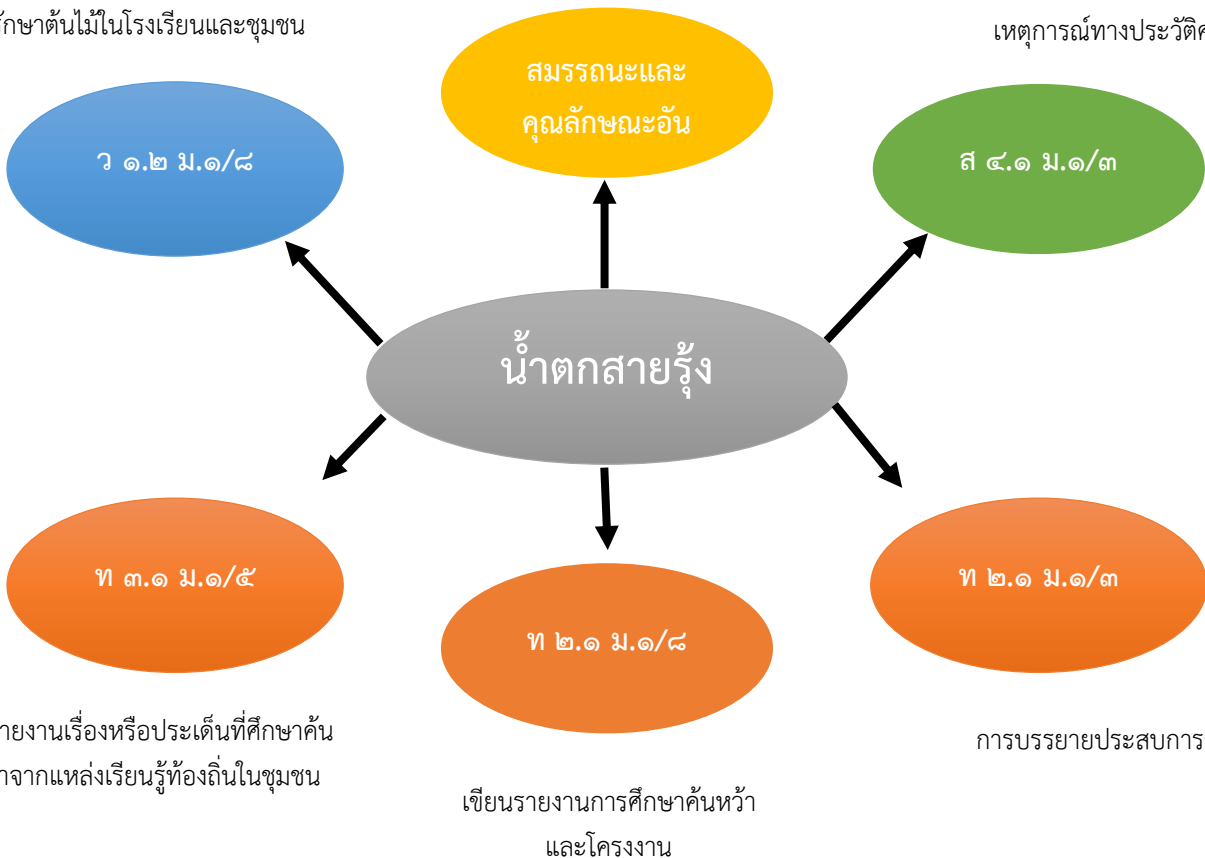 รักษาต้นไม้ในโรงเรียนและชุมชน
เหตุการณ์ทางประวัติศ
สมรรถนะและ
คุณลักษณะอัน
ว ๑.๒ ม.๑/๘
ส ๔.๑ ม.๑/๓
น้ำตกสายรุ้ง
ท ๓.๑ ม.๑/๕
ท ๒.๑ ม.๑/๘
ท ๒.๑ ม.๑/๓
ายงานเรื่องหรือประเด็นที่ศึกษาค้น
าจากแหล่งเรียนรู้ท้องถิ่นในชุมชน
การบรรยายประสบการ
เขียนรายงานการศึกษาค้นหว้า
และโครงงาน